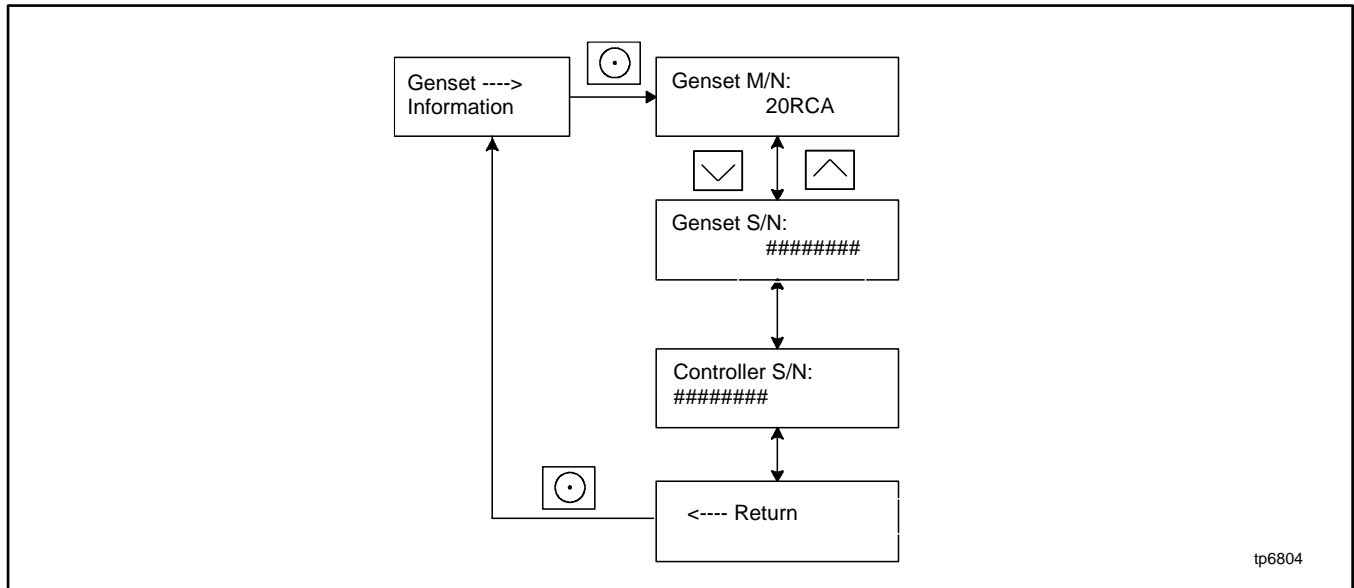 Genset ---->
Information
Genset M/N:
20RCA
Genset S/N:
########
Controller S/N:
########
<---- Return
tp6804